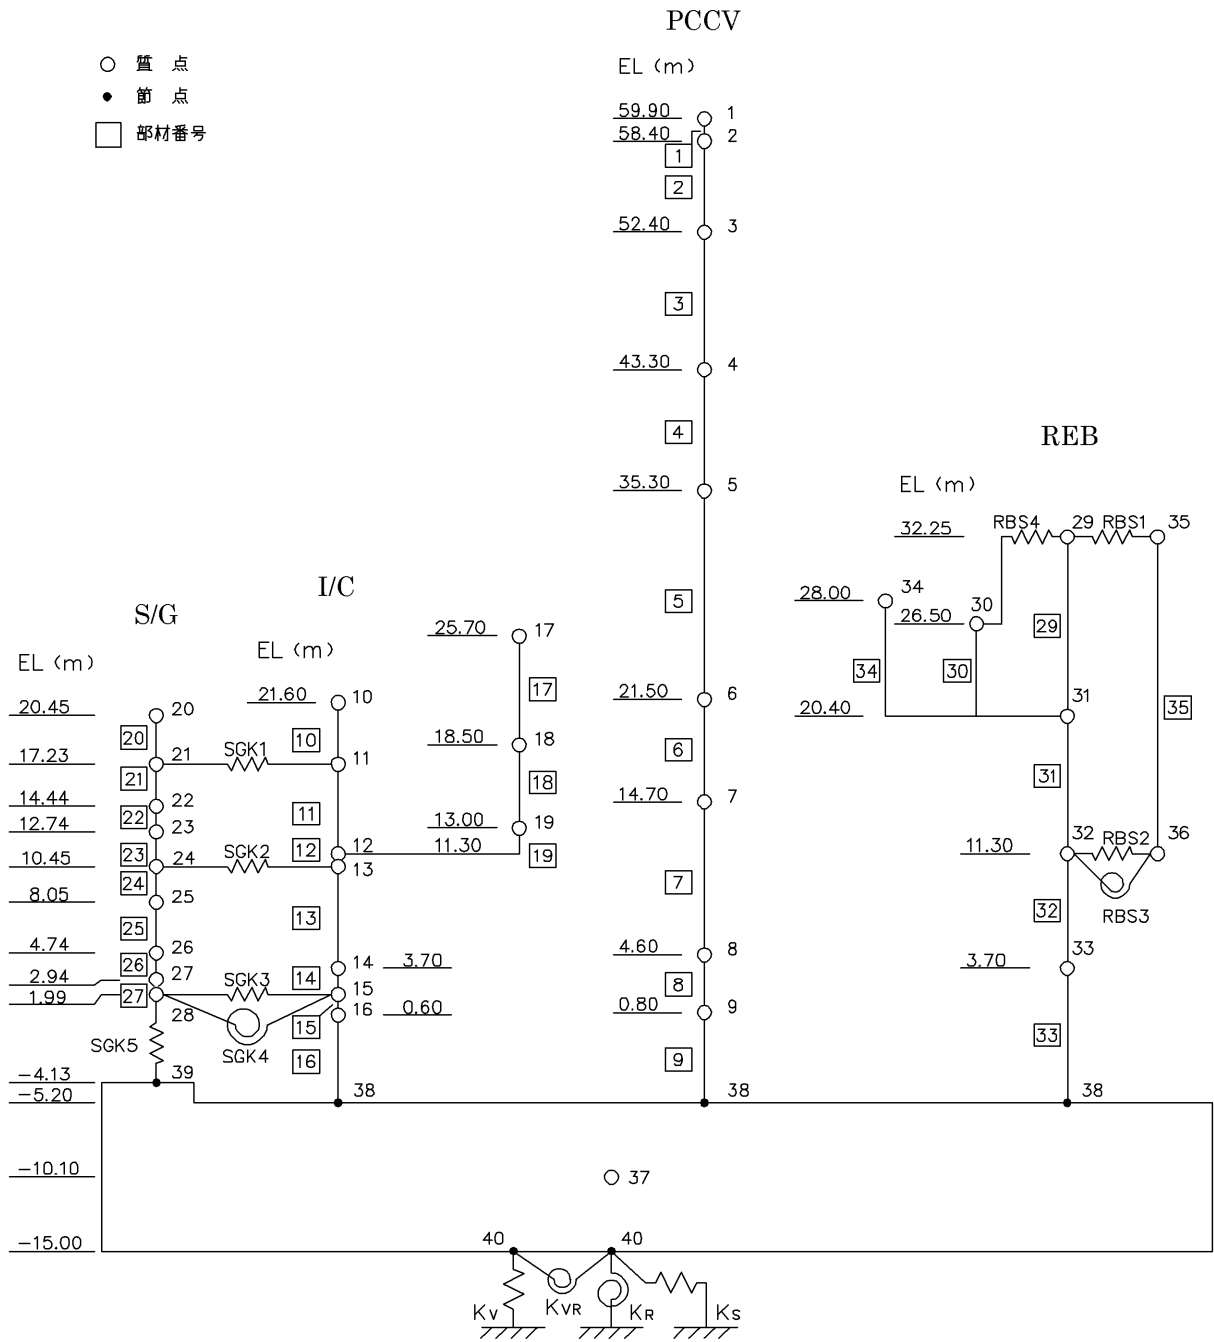 PCCV
EL (m)
質 点
節 点
部材番号
59.90 1
58.40 2
1
2
52.40 3
3
43.30 4
4
35.30 5
5
21.50 6
6
14.70 7
7
4.60 8
8
0.80 9
9
38
REB
EL (m)
32.25 RBS4 29 RBS1 35
28.00 34
26.50 30
29
34 30
20.40 31
35
31
11.30 32 RBS2 36
RBS3
32
3.70 33
33
38
I/C
EL (m)
21.60 10
10
11
11
12 12
13
13
14 14 3.70
15
15 16 0.60
16
38
25.70 17
17
18.50 18
18
13.00 19
11.30 19
S/G
EL (m)
20.45 20
20
17.23 21 SGK1
21
14.44 22
22
12.74 23
23
10.45 24 SGK2
24
8.05 25
25
4.74 26
26
2.94 27 SGK3
1.99 27
28
SGK4
SGK5
-4.13 39
-5.20
-10.10 37
-15.00 40 40
KV KVR KR KS